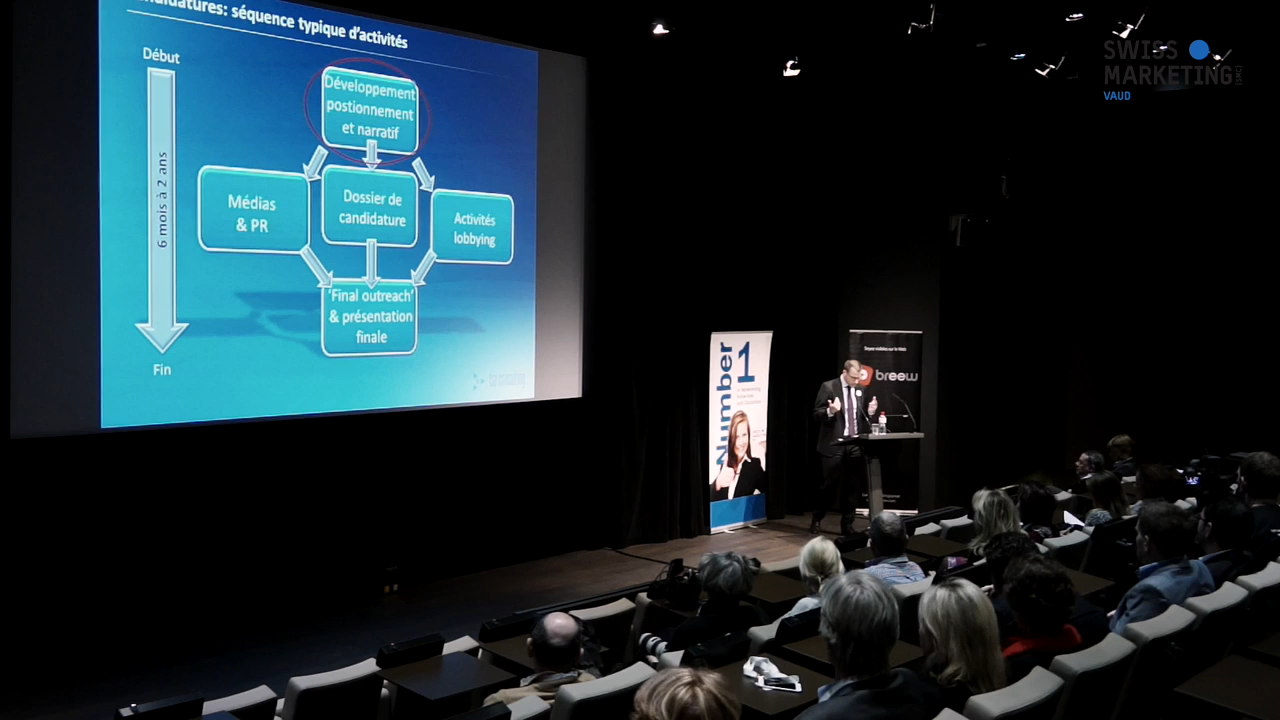 ndidatures: séquence typique d'activités
Début
6 mois à 2 ans
Fin
Développement
postionnement
et narratif
Médias
& PR
Dossier de
candidature
Activités
lobbying
'Final outreach'
& présentation
finale
SWISS
MARKETING
VAUD
Number 1
breew